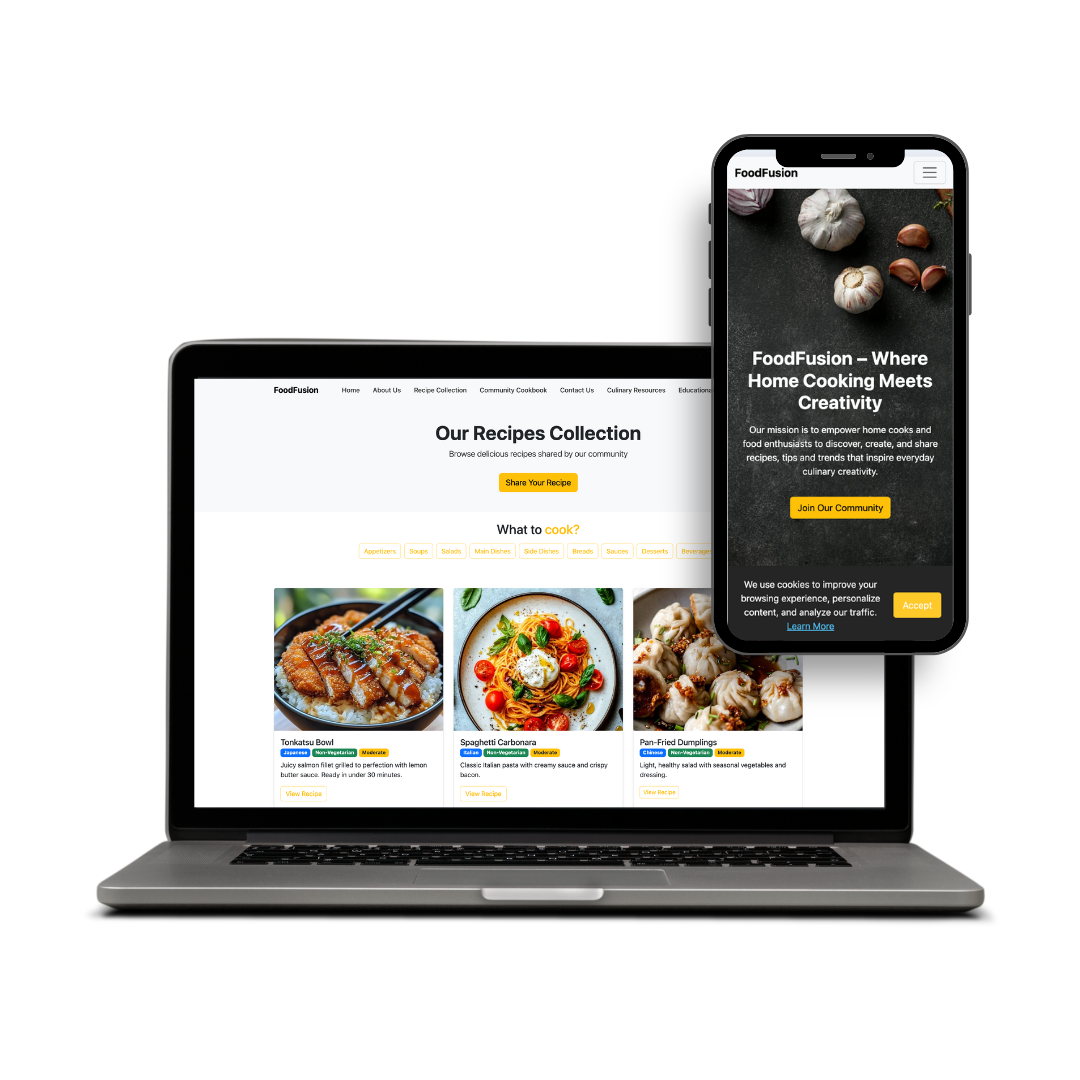 FoodFusion
FoodFusion – Where
Home Cooking Meets
Creativity
Our mission is to empower home cooks and
food enthusiasts to discover, create, and share
recipes, tips and trends that inspire everyday
culinary creativity.
Join Our Community
We use cookies to improve your
browsing experience, personalize
content, and analyze our traffic.
Learn More
Accept
FoodFusion Home About Us Recipe Collection Community Cookbook Contact Us Culinary Resources Educationa
Our Recipes Collection
Browse delicious recipes shared by our community
Share Your Recipe
What to cook?
Appetizers Soups Salads Main Dishes Side Dishes Breads Sauces Desserts Beverages
Tonkatsu Bowl
Japanese Non-Vegetarian Moderate
Juicy salmon fillet grilled to perfection with lemon
butter sauce. Ready in under 30 minutes.
View Recipe
Spaghetti Carbonara
Italian Non-Vegetarian Moderate
Classic Italian pasta with creamy sauce and crispy
bacon.
View Recipe
Pan-Fried Dumplings
Chinese Non-Vegetarian Moderate
Light, healthy salad with seasonal vegetables and
dressing.
View Recipe